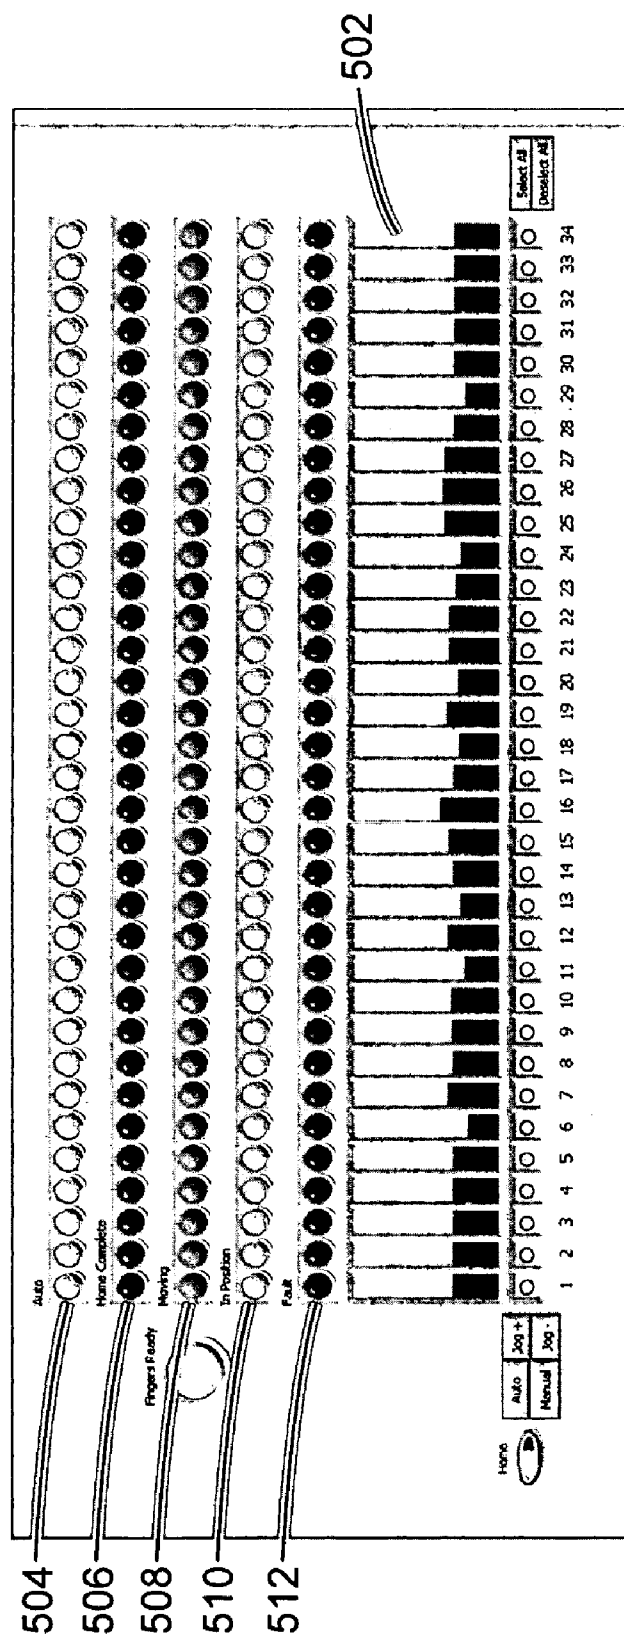 502
Auto
504
Home Complete
506
Moving
508
Fingers Ready
In Position
510
Fault
512
Select All
Deselect All
Home
Auto
Jog +
Manual
Jog -
1 2 3 4 5 6 7 8 9 10 11 12 13 14 15 16 17 18 19 20 21 22 23 24 25 26 27 28 29 30 31 32 33 34